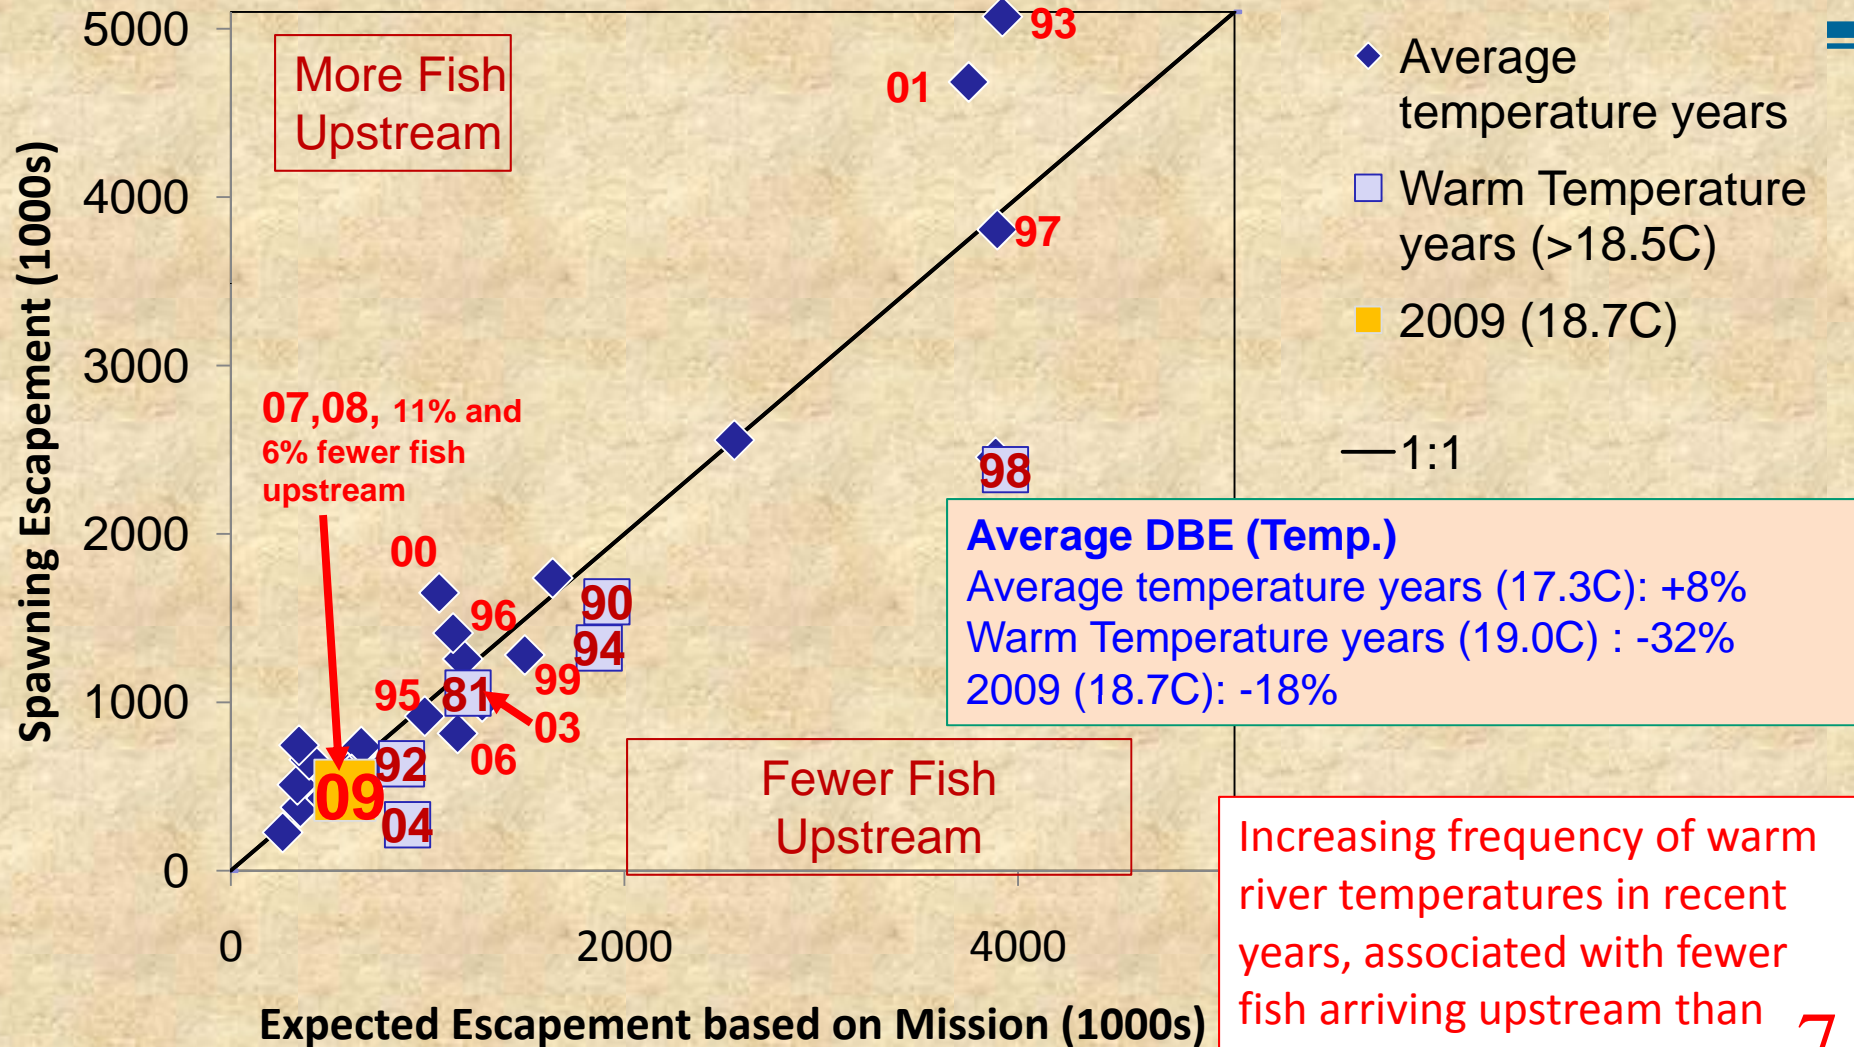 5000
4000
3000
2000
1000
0
Spawning Escapement (1000s)
More Fish
Upstream
93
01
97
07,08, 11% and
6% fewer fish
upstream
00
96
95
81
99
03
06
90
94
98
92
09
04
Fewer Fish
Upstream
0
2000
4000
Expected Escapement based on Mission (1000s)
Average
temperature years
Warm Temperature
years (>18.5C)
2009 (18.7C)
1:1
Average DBE (Temp.)
Average temperature years (17.3C): +8%
Warm Temperature years (19.0C) : -32%
2009 (18.7C): -18%
Increasing frequency of warm
river temperatures in recent
years, associated with fewer
fish arriving upstream than
7